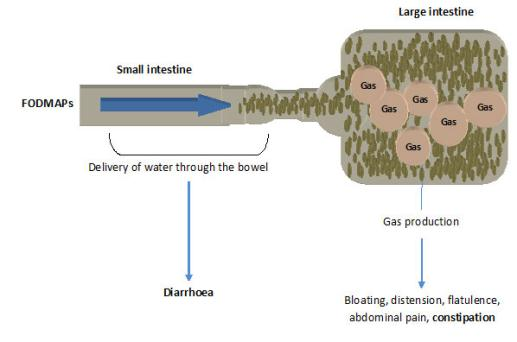 Large intestine
Small intestine
FODMAPs
Gas
Gas
Gas
Gas
Gas
Gas
Delivery of water through the bowel
Gas production
Diarrhoea
Bloating, distension, flatulence,
abdominal pain, constipation